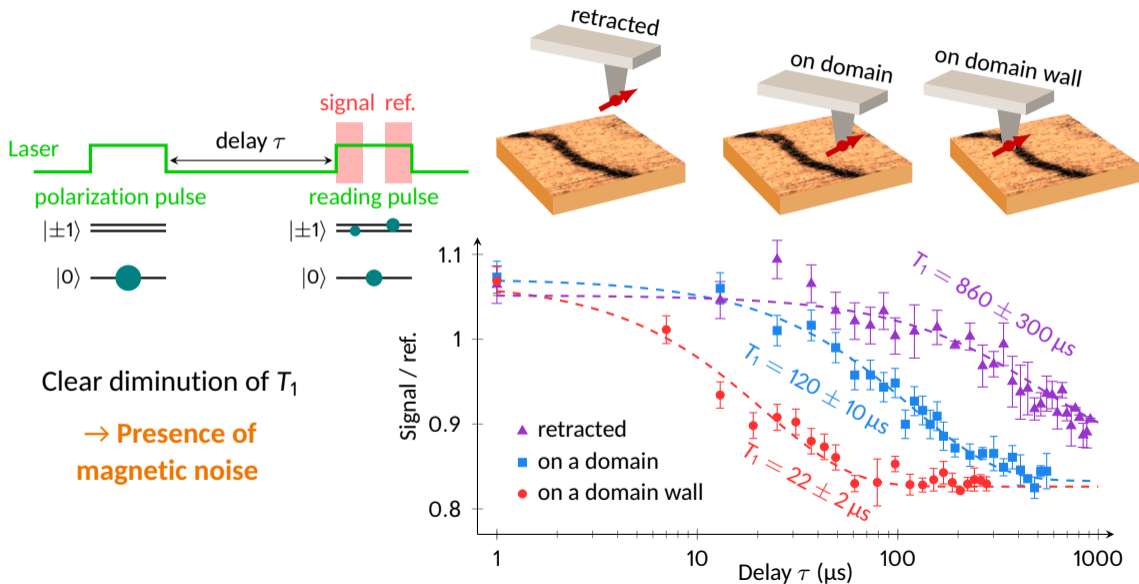 retracted
on domain
on domain wall
signal ref.
Laser
delay τ
polarization pulse
reading pulse
|±1⟩
|±1⟩
|0⟩
|0⟩
Clear diminution of T₁
→ Presence of
magnetic noise
1.1
1
0.9
0.8
Signal / ref.
T₁ = 860 ± 300 µs
T₁ = 120 ± 10 µs
T₁ = 22 ± 2 µs
retracted
on a domain
on a domain wall
1
10
100
1000
Delay τ (µs)